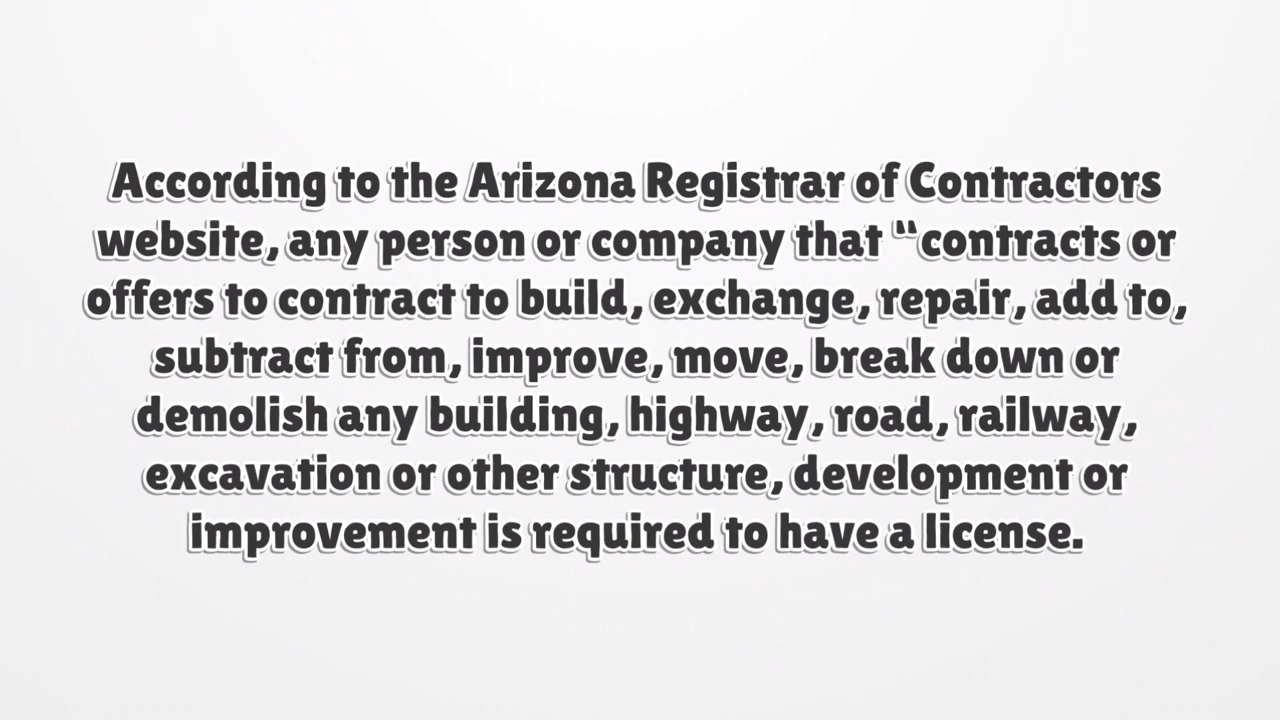 According to the Arizona Registrar of Contractors
website, any person or company that “contracts or
offers to contract to build, exchange, repair, add to,
subtract from, improve, move, break down or
demolish any building, highway, road, railway,
excavation or other structure, development or
improvement is required to have a license.